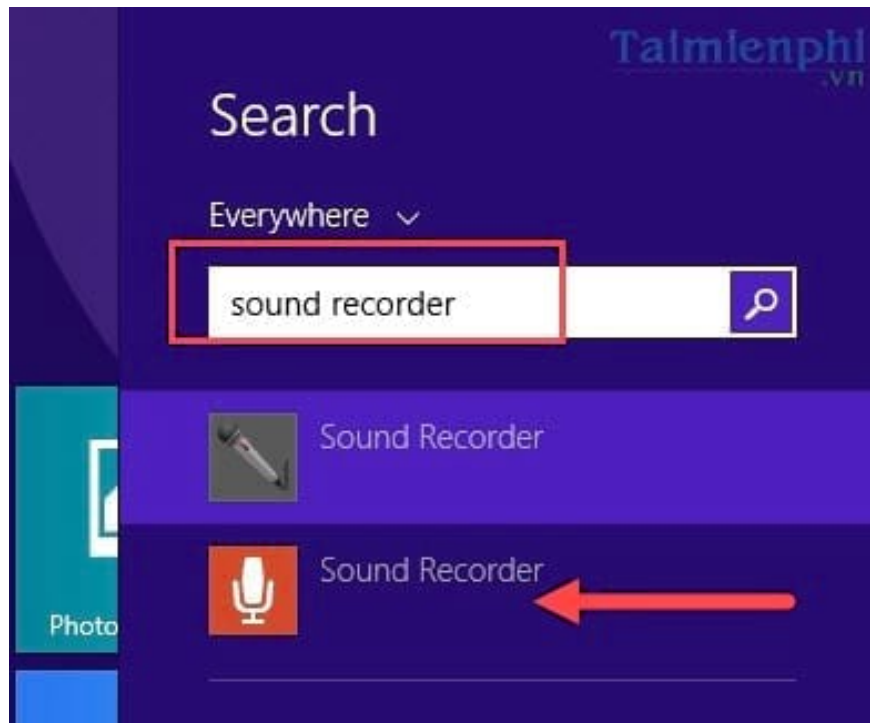 Taimienphi
.vn
Search
Everywhere
sound recorder
Sound Recorder
Sound Recorder
Photo